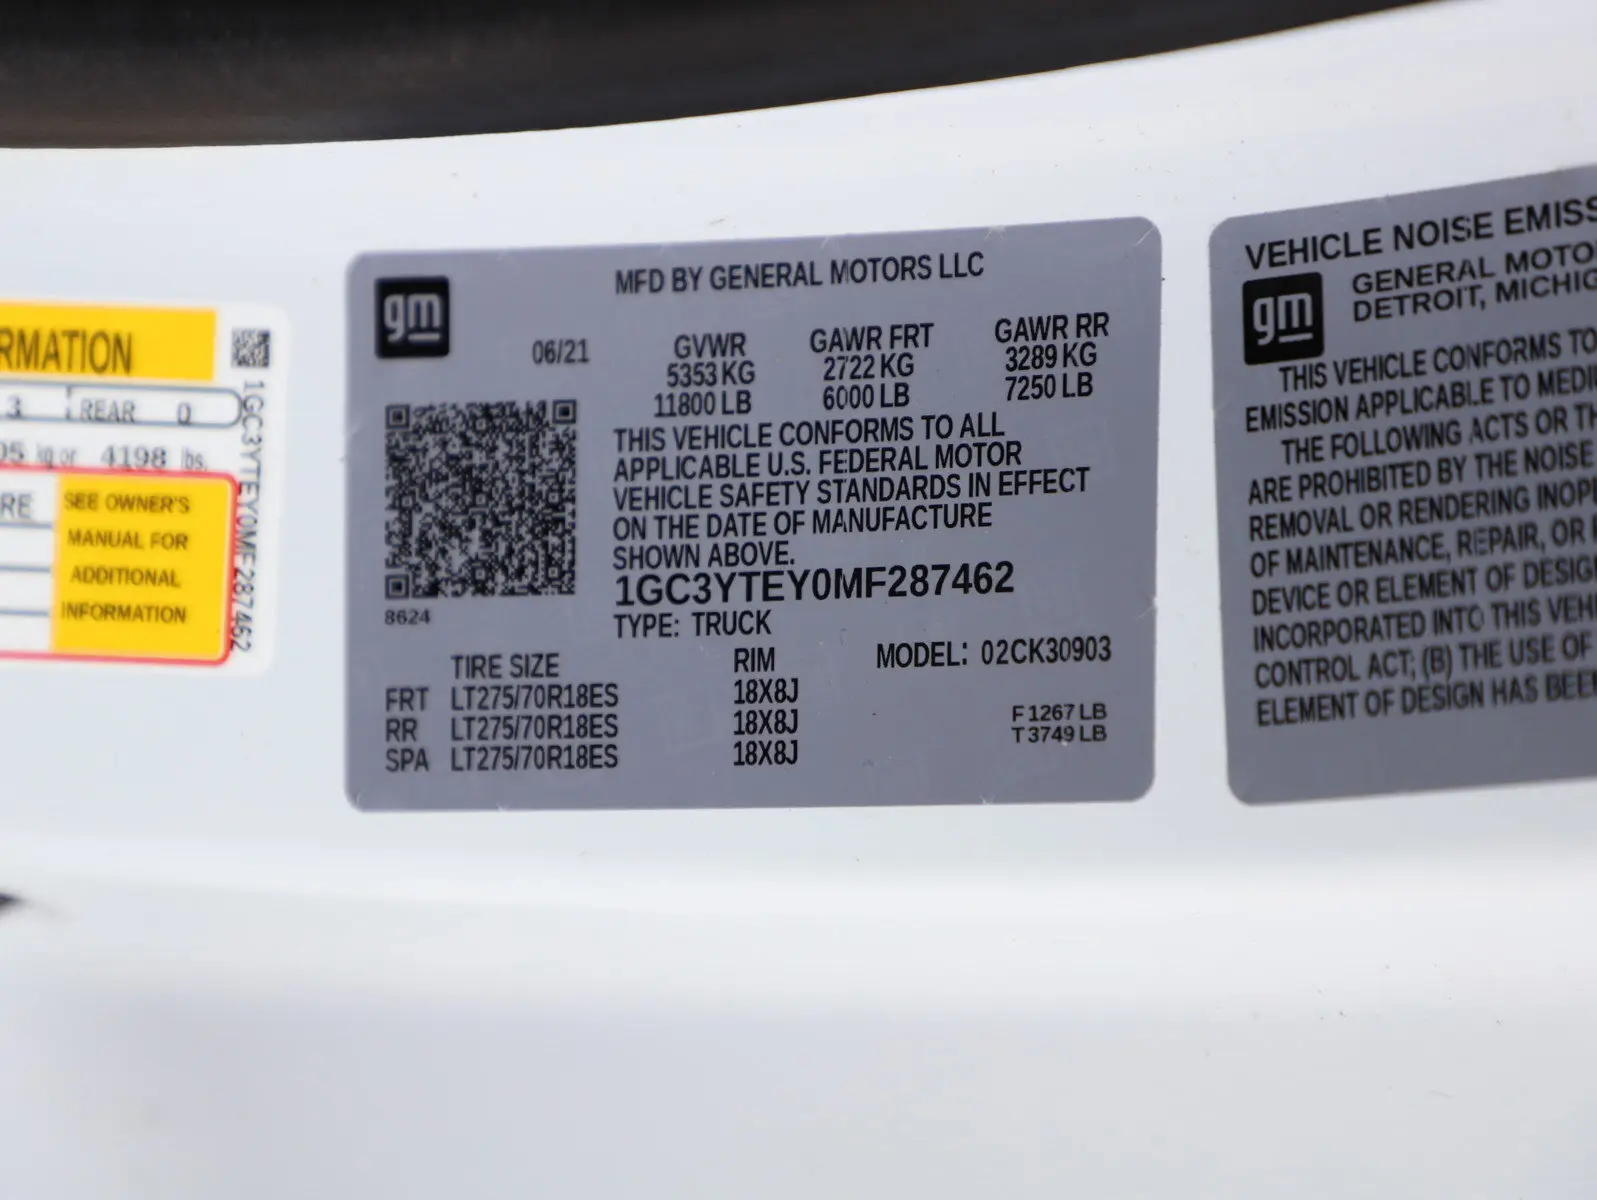 RMATION
3 REAR 0
05 kg or 4198 lbs.
RE
SEE OWNER'S
MANUAL FOR
ADDITIONAL
INFORMATION
1GC3YTEY0MF287462
gm
MFD BY GENERAL MOTORS LLC
06/21
GVWR GAWR FRT GAWR RR
5353 KG 2722 KG 3289 KG
11800 LB 6000 LB 7250 LB
THIS VEHICLE CONFORMS TO ALL
APPLICABLE U.S. FEDERAL MOTOR
VEHICLE SAFETY STANDARDS IN EFFECT
ON THE DATE OF MANUFACTURE
SHOWN ABOVE.
1GC3YTEY0MF287462
8624
TYPE: TRUCK
MODEL: 02CK30903
TIRE SIZE RIM
FRT LT275/70R18ES 18X8J
RR LT275/70R18ES 18X8J
SPA LT275/70R18ES 18X8J
F 1267 LB
T 3749 LB
VEHICLE NOISE EMISS
gm
GENERAL MOTO
DETROIT, MICHIG
THIS VEHICLE CONFORMS TO
EMISSION APPLICABLE TO MEDI
THE FOLLOWING ACTS OR TH
ARE PROHIBITED BY THE NOISE
REMOVAL OR RENDERING INOP
OF MAINTENANCE, REPAIR, OR
DEVICE OR ELEMENT OF DESIG
INCORPORATED INTO THIS VEHI
CONTROL ACT; (B) THE USE OF
ELEMENT OF DESIGN HAS BEE